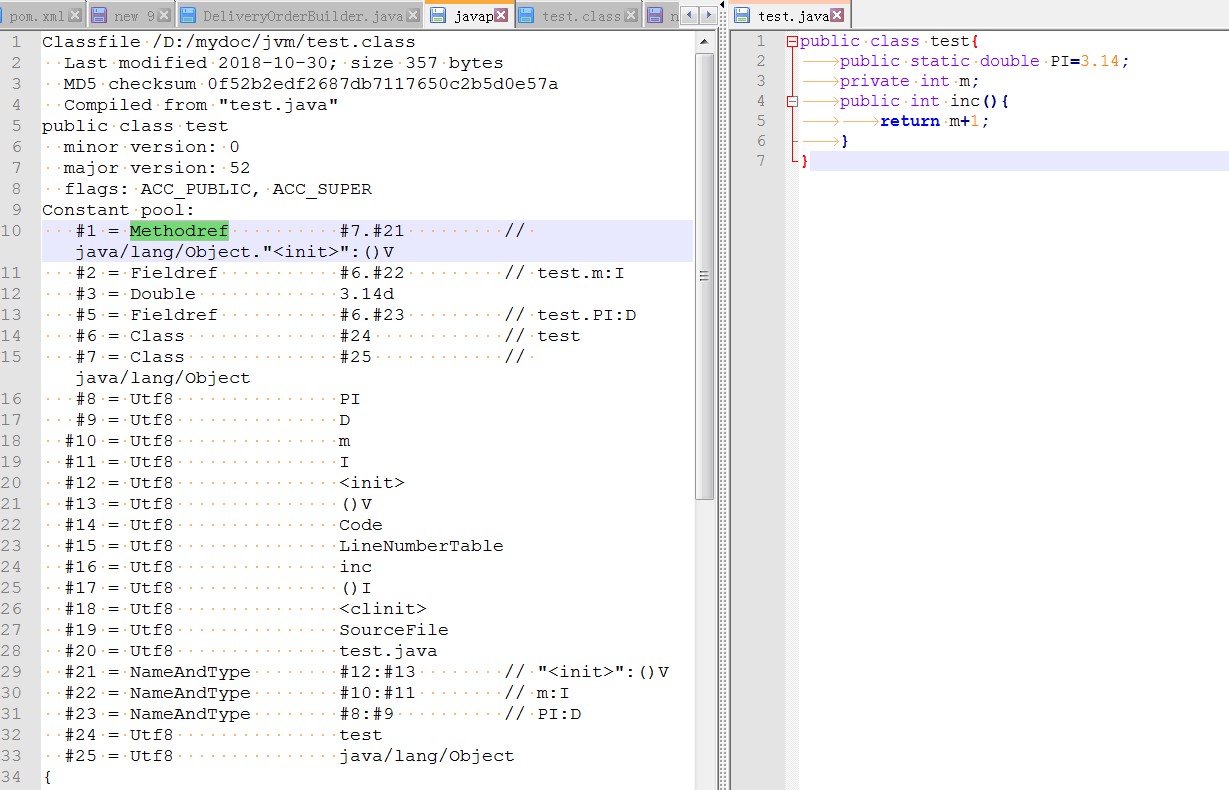 pom.xml new 9 DeliveryOrderBuilder.java javap test.class n test.java
1 Classfile /D:/mydoc/jvm/test.class
2 Last modified 2018-10-30; size 357 bytes
3 MD5 checksum 0f52b2edf2687db7117650c2b5d0e57a
4 Compiled from "test.java"
5 public class test
6 minor version: 0
7 major version: 52
8 flags: ACC_PUBLIC, ACC_SUPER
9 Constant pool:
10 #1 = Methodref #7.#21 //
java/lang/Object."<init>":()V
11 #2 = Fieldref #6.#22 // test.m:I
12 #3 = Double 3.14d
13 #5 = Fieldref #6.#23 // test.PI:D
14 #6 = Class #24 // test
15 #7 = Class #25 //
java/lang/Object
16 #8 = Utf8 PI
17 #9 = Utf8 D
18 #10 = Utf8 m
19 #11 = Utf8 I
20 #12 = Utf8 <init>
21 #13 = Utf8 ()V
22 #14 = Utf8 Code
23 #15 = Utf8 LineNumberTable
24 #16 = Utf8 inc
25 #17 = Utf8 ()I
26 #18 = Utf8 <clinit>
27 #19 = Utf8 SourceFile
28 #20 = Utf8 test.java
29 #21 = NameAndType #12:#13 // "<init>":()V
30 #22 = NameAndType #10:#11 // m:I
31 #23 = NameAndType #8:#9 // PI:D
32 #24 = Utf8 test
33 #25 = Utf8 java/lang/Object
34 {
1 public class test{
2 public static double PI=3.14;
3 private int m;
4 public int inc(){
5 return m+1;
6 }
7 }